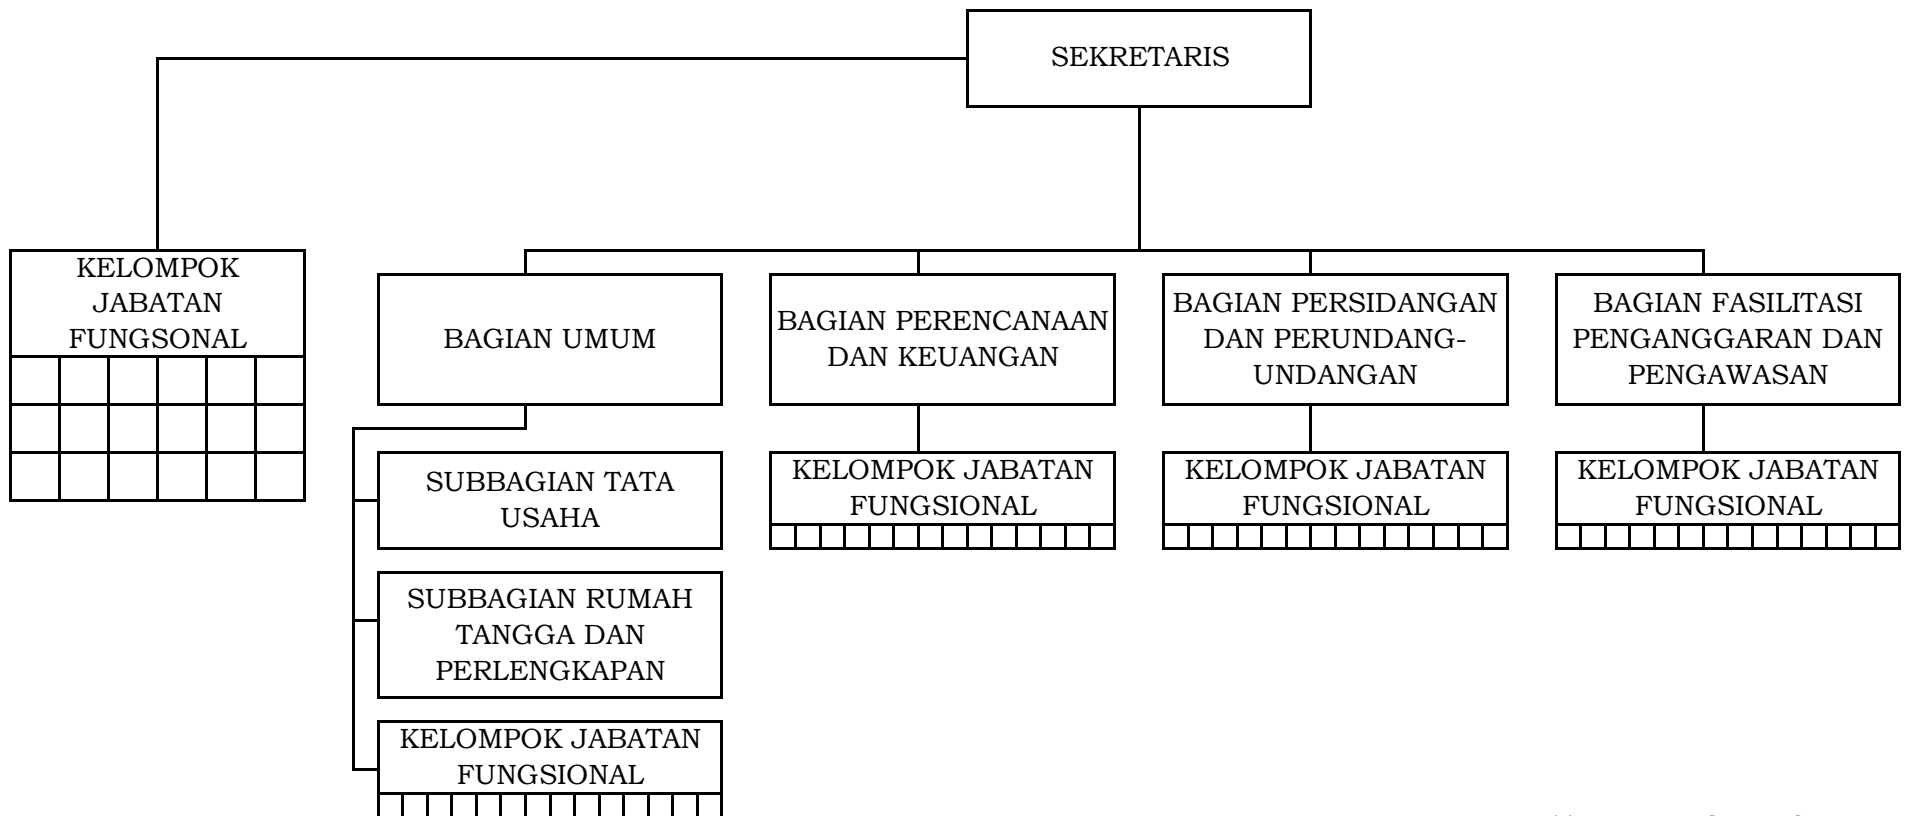 SEKRETARIS
KELOMPOK
JABATAN
FUNGSONAL
BAGIAN UMUM
BAGIAN PERENCANAAN
DAN KEUANGAN
BAGIAN PERSIDANGAN
DAN PERUNDANG-
UNDANGAN
BAGIAN FASILITASI
PENGANGGARAN DAN
PENGAWASAN
SUBBAGIAN TATA
USAHA
SUBBAGIAN RUMAH
TANGGA DAN
PERLENGKAPAN
KELOMPOK JABATAN
FUNGSIONAL
KELOMPOK JABATAN
FUNGSIONAL
KELOMPOK JABATAN
FUNGSIONAL
KELOMPOK JABATAN
FUNGSIONAL